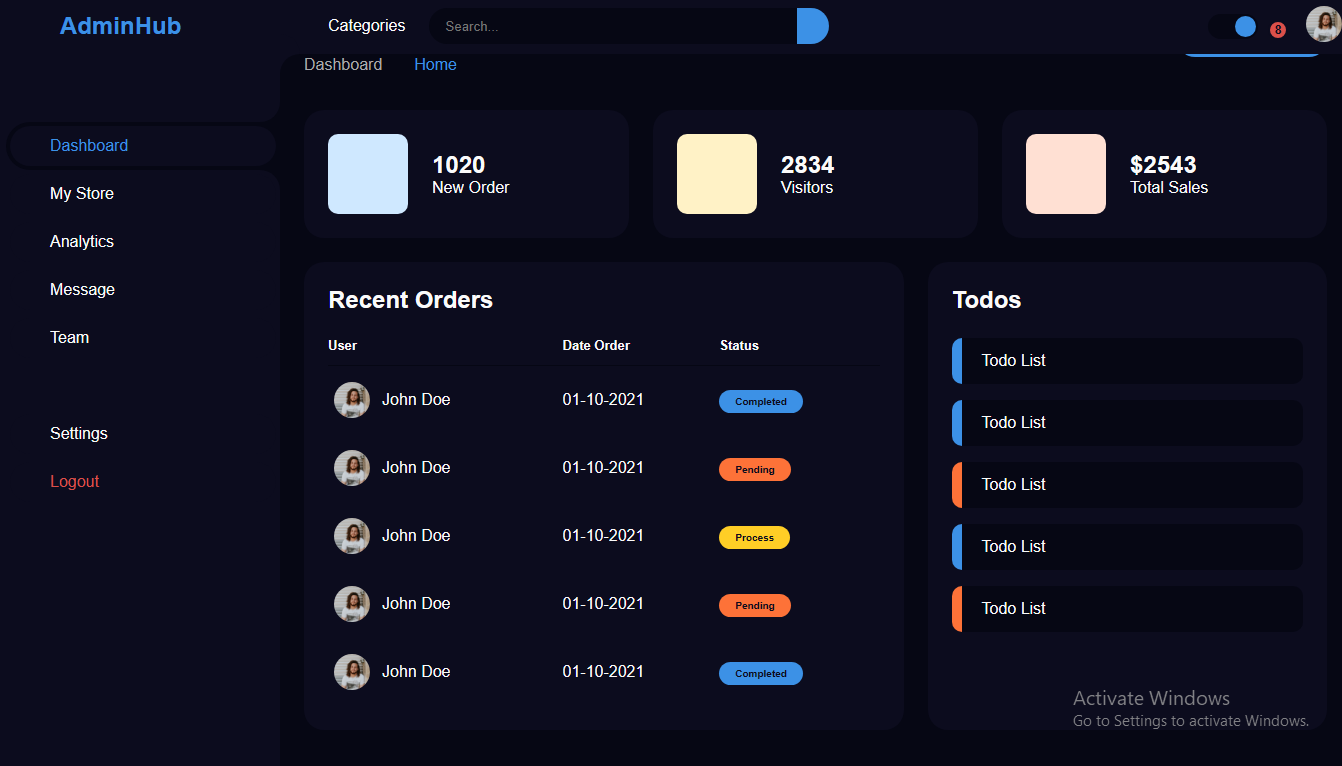 AdminHub
Categories
Search...
8
Dashboard
Home
Dashboard
My Store
Analytics
Message
Team
Settings
Logout
1020
New Order
2834
Visitors
$2543
Total Sales
Recent Orders
User Date Order Status
John Doe 01-10-2021 Completed
John Doe 01-10-2021 Pending
John Doe 01-10-2021 Process
John Doe 01-10-2021 Pending
John Doe 01-10-2021 Completed
Todos
Todo List
Todo List
Todo List
Todo List
Todo List
Activate Windows
Go to Settings to activate Windows.